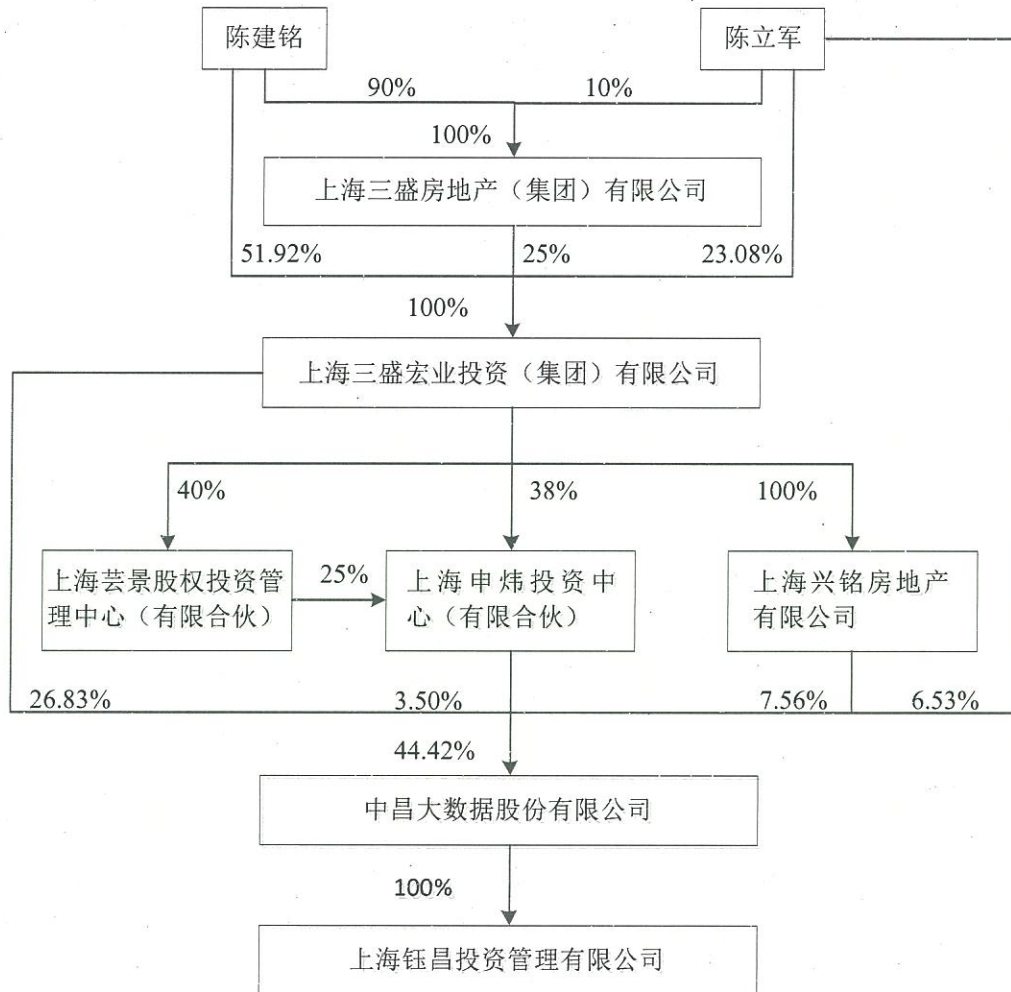 陈建铭
陈立军
90%
10%
100%
上海三盛房地产（集团）有限公司
51.92%
25%
23.08%
100%
上海三盛宏业投资（集团）有限公司
40%
38%
100%
上海芸景股权投资管
理中心（有限合伙）
25%
上海申炜投资中
心（有限合伙）
上海兴铭房地产
有限公司
26.83%
3.50%
7.56%
6.53%
44.42%
中昌大数据股份有限公司
100%
上海钰昌投资管理有限公司